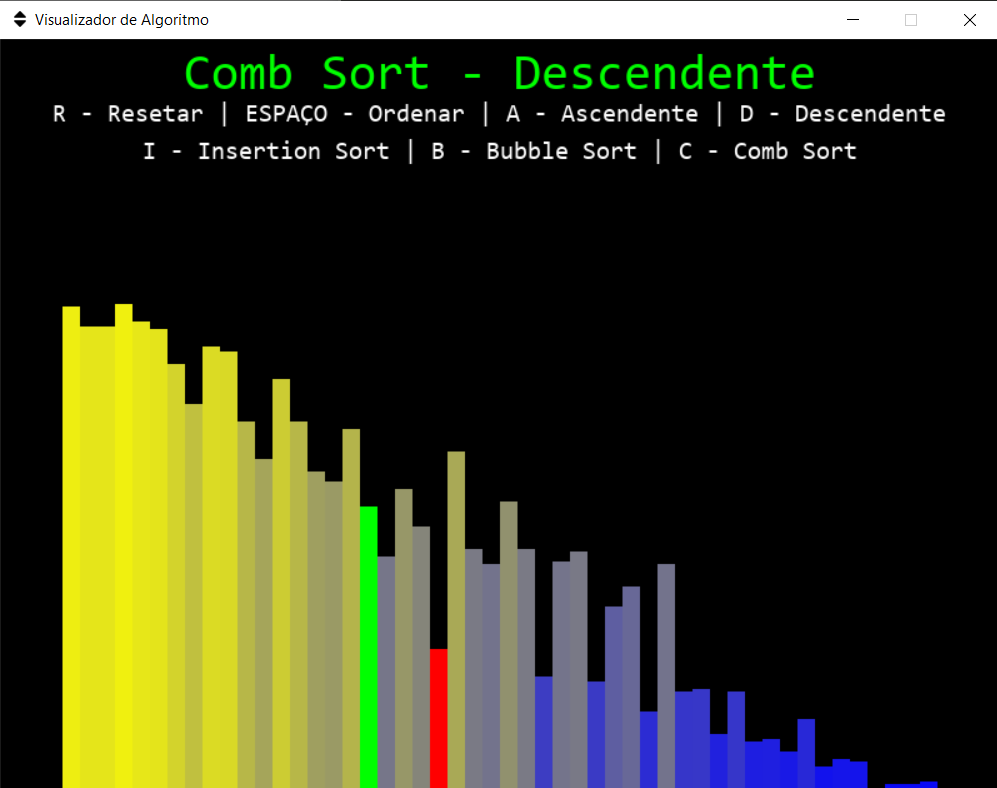 Visualizador de Algoritmo
Comb Sort - Descendente
R - Resetar | ESPAÇO - Ordenar | A - Ascendente | D - Descendente
I - Insertion Sort | B - Bubble Sort | C - Comb Sort